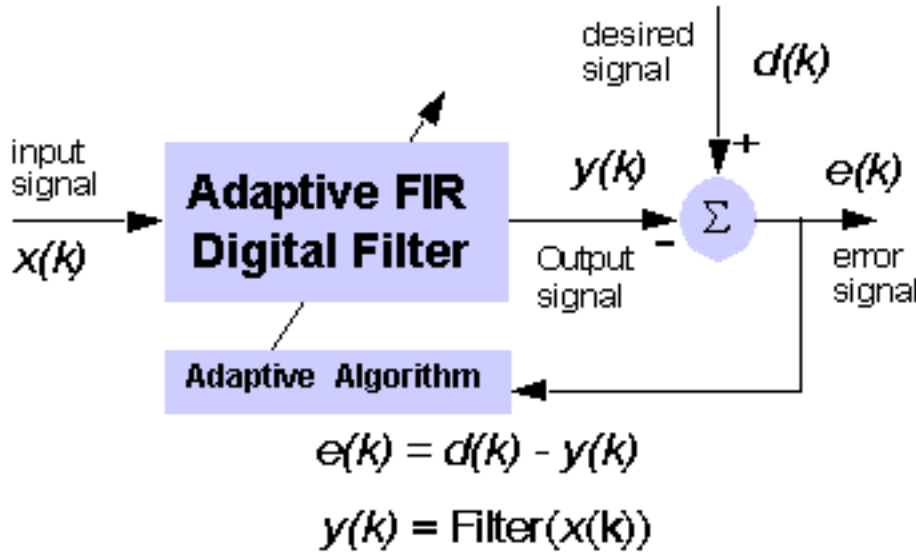 desired
signal
d(k)
input
signal
x(k)
Adaptive FIR
Digital Filter
y(k)
+
Σ
-
e(k)
Output
signal
error
signal
Adaptive Algorithm
e(k) = d(k) - y(k)
y(k) = Filter(x(k))